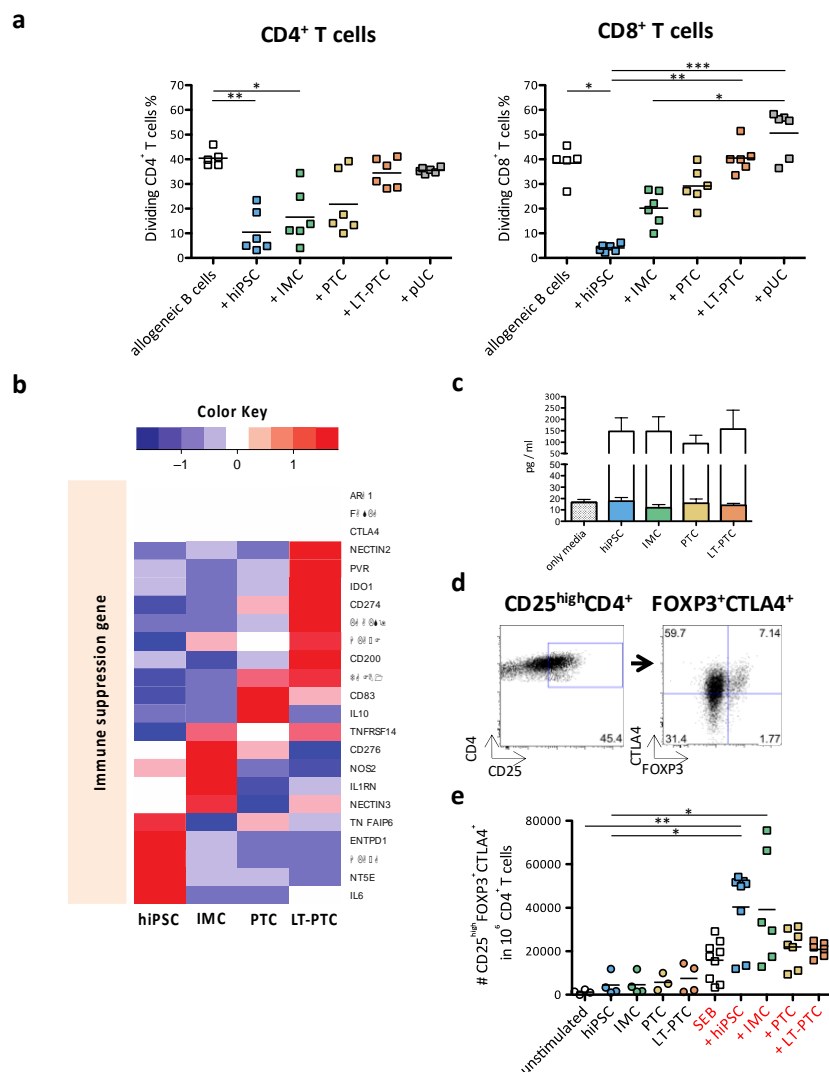 a
CD4+ T cells
CD8+ T cells
Dividing CD4+ T cells %
70
60
50
40
30
20
10
0
*
**
allogeneic B cells
+ hiPSC
+ IMC
+ PTC
+ LT-PTC
+ pUC
Dividing CD8+ T cells %
70
60
50
40
30
20
10
0
***
*
**
*
allogeneic B cells
+ hiPSC
+ IMC
+ PTC
+ LT-PTC
+ pUC
b
Color Key
−1
0
1
Immune suppression gene
CTLA4
NECTIN2
PVR
IDO1
CD274
CD200
CD83
IL10
TNFRSF14
CD276
NOS2
IL1RN
NECTIN3
TN FAIP6
ENTPD1
NT5E
IL6
hiPSC
IMC
PTC
LT-PTC
c
pg / ml
300
250
200
150
100
50
50
40
30
20
10
0
only media
hiPSC
IMC
PTC
LT-PTC
d
CD25highCD4+
FOXP3+CTLA4+
CD4
CD25
45.4
59.7
7.14
31.4
1.77
CTLA4
FOXP3
e
# CD25high FOXP3+ CTLA4+
in 10^6 CD4+ T cells
80000
60000
40000
20000
0
*
**
*
unstimulated
hiPSC
IMC
PTC
LT-PTC
SEB
+ hiPSC
+ IMC
+ PTC
+ LT-PTC